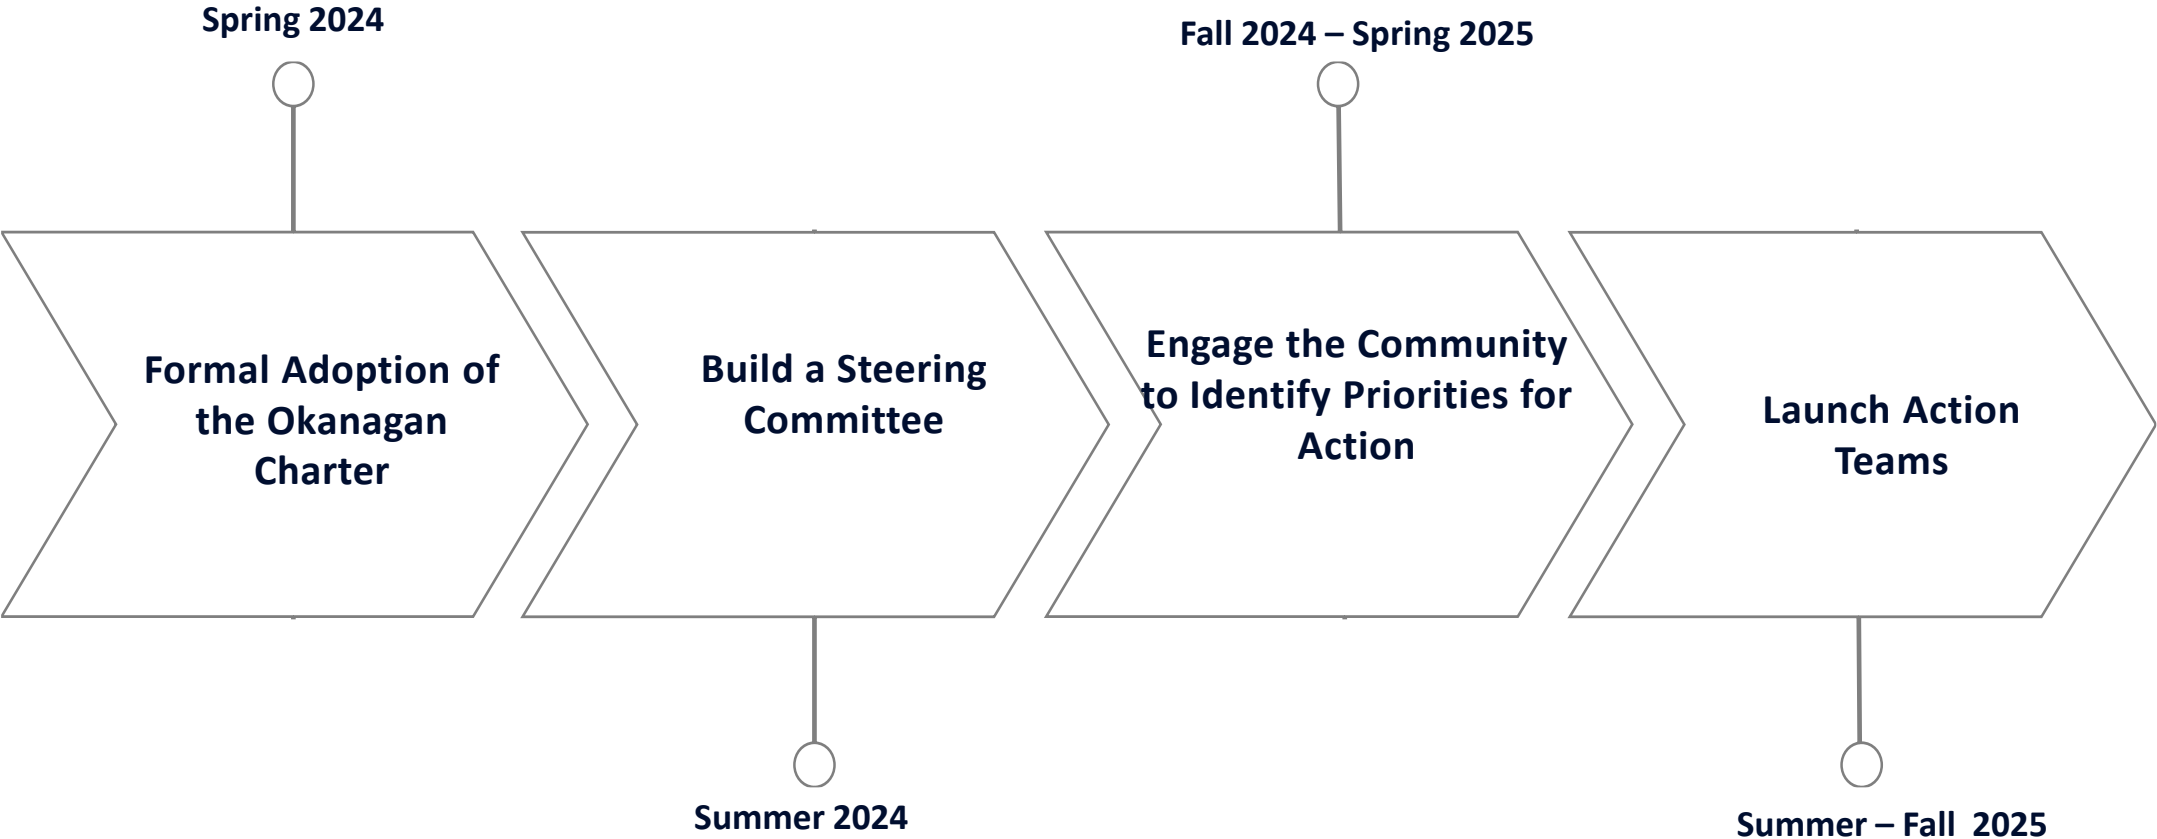 Spring 2024
Formal Adoption of
the Okanagan
Charter
Build a Steering
Committee
Summer 2024
Fall 2024 – Spring 2025
Engage the Community
to Identify Priorities for
Action
Launch Action
Teams
Summer – Fall  2025